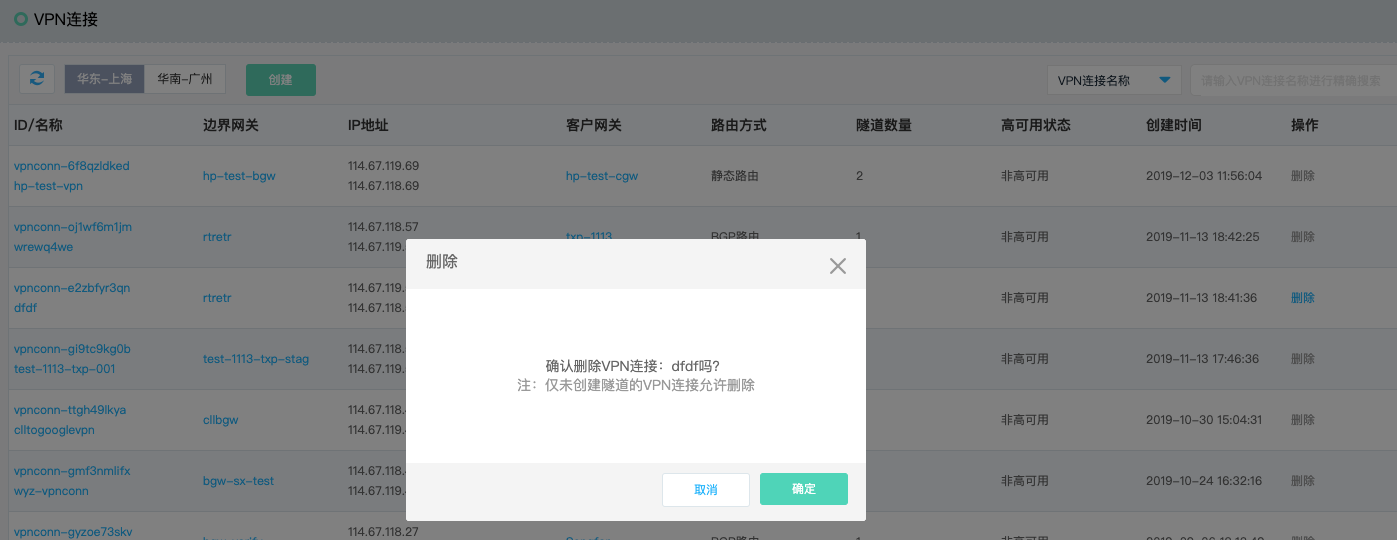 VPN连接
华东-上海 华南-广州 创建 VPN连接名称 请输入VPN连接名称进行精确搜索
ID/名称 边界网关 IP地址 客户网关 路由方式 隧道数量 高可用状态 创建时间 操作
vpnconn-6f8qzldked
hp-test-vpn
hp-test-bgw
114.67.119.69
114.67.118.69
hp-test-cgw 静态路由 2 非高可用 2019-12-03 11:56:04 删除
vpnconn-oj1wf6m1jm
wrewq4we
rtretr
114.67.118.57
114.67.119.
txp-1113 BGP路由 1 非高可用 2019-11-13 18:42:25 删除
vpnconn-e2zbfyr3qn
dfdf
rtretr
114.67.119.
114.67.118.
非高可用 2019-11-13 18:41:36 删除
vpnconn-gi9tc9kg0b
test-1113-txp-001
test-1113-txp-stag
114.67.118.
114.67.119.
非高可用 2019-11-13 17:46:36 删除
vpnconn-ttgh49lkya
clltogooglevpn
cllbgw
114.67.118.
114.67.119.
非高可用 2019-10-30 15:04:31 删除
vpnconn-gmf3nmlifx
wyz-vpnconn
bgw-sx-test
114.67.118.
114.67.119.
非高可用 2019-10-24 16:32:16 删除
vpnconn-gyzoe73skv
114.67.118.27
BGP路由 1 非高可用 删除
删除
确认删除VPN连接：dfdf吗?
注：仅未创建隧道的VPN连接允许删除
取消 确定